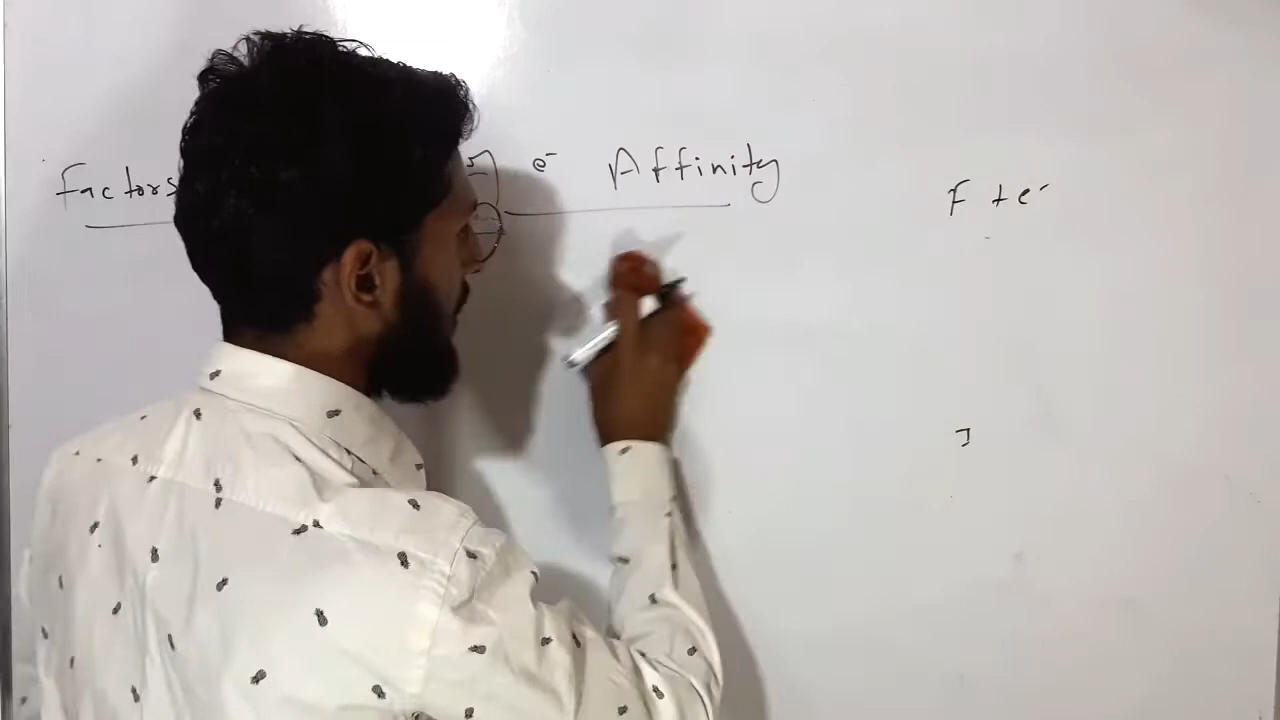 Factors e⁻ Affinity
F + e⁻